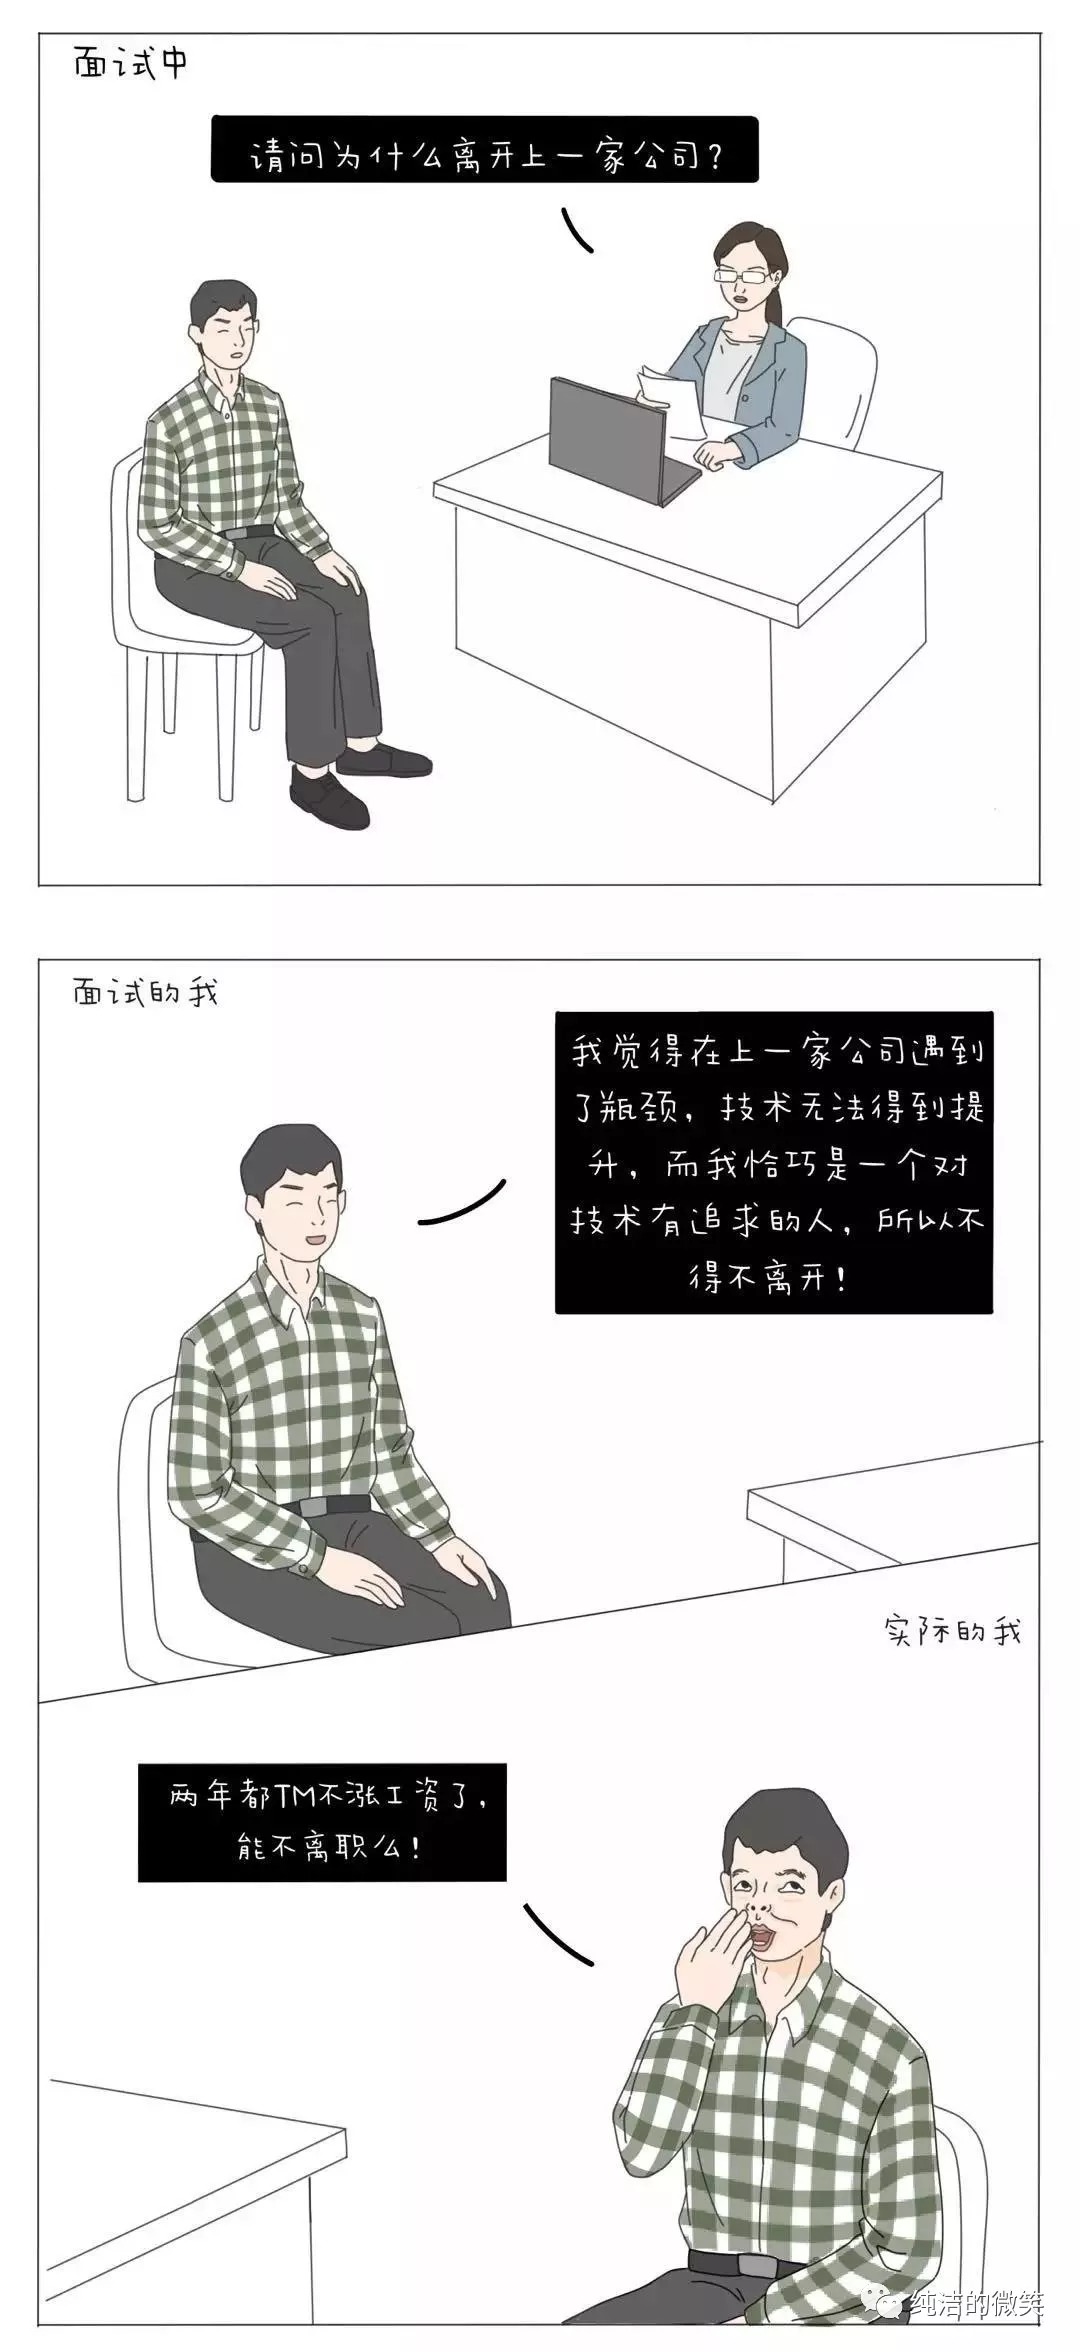 面试中
请问为什么离开上一家公司？
面试的我
我觉得在上一家公司遇到
了瓶颈，技术无法得到提
升，而我恰巧是一个对
技术有追求的人，所以不
得不离开！
实际的我
两年都TM不涨工资了，
能不离职么！
纯洁的微笑